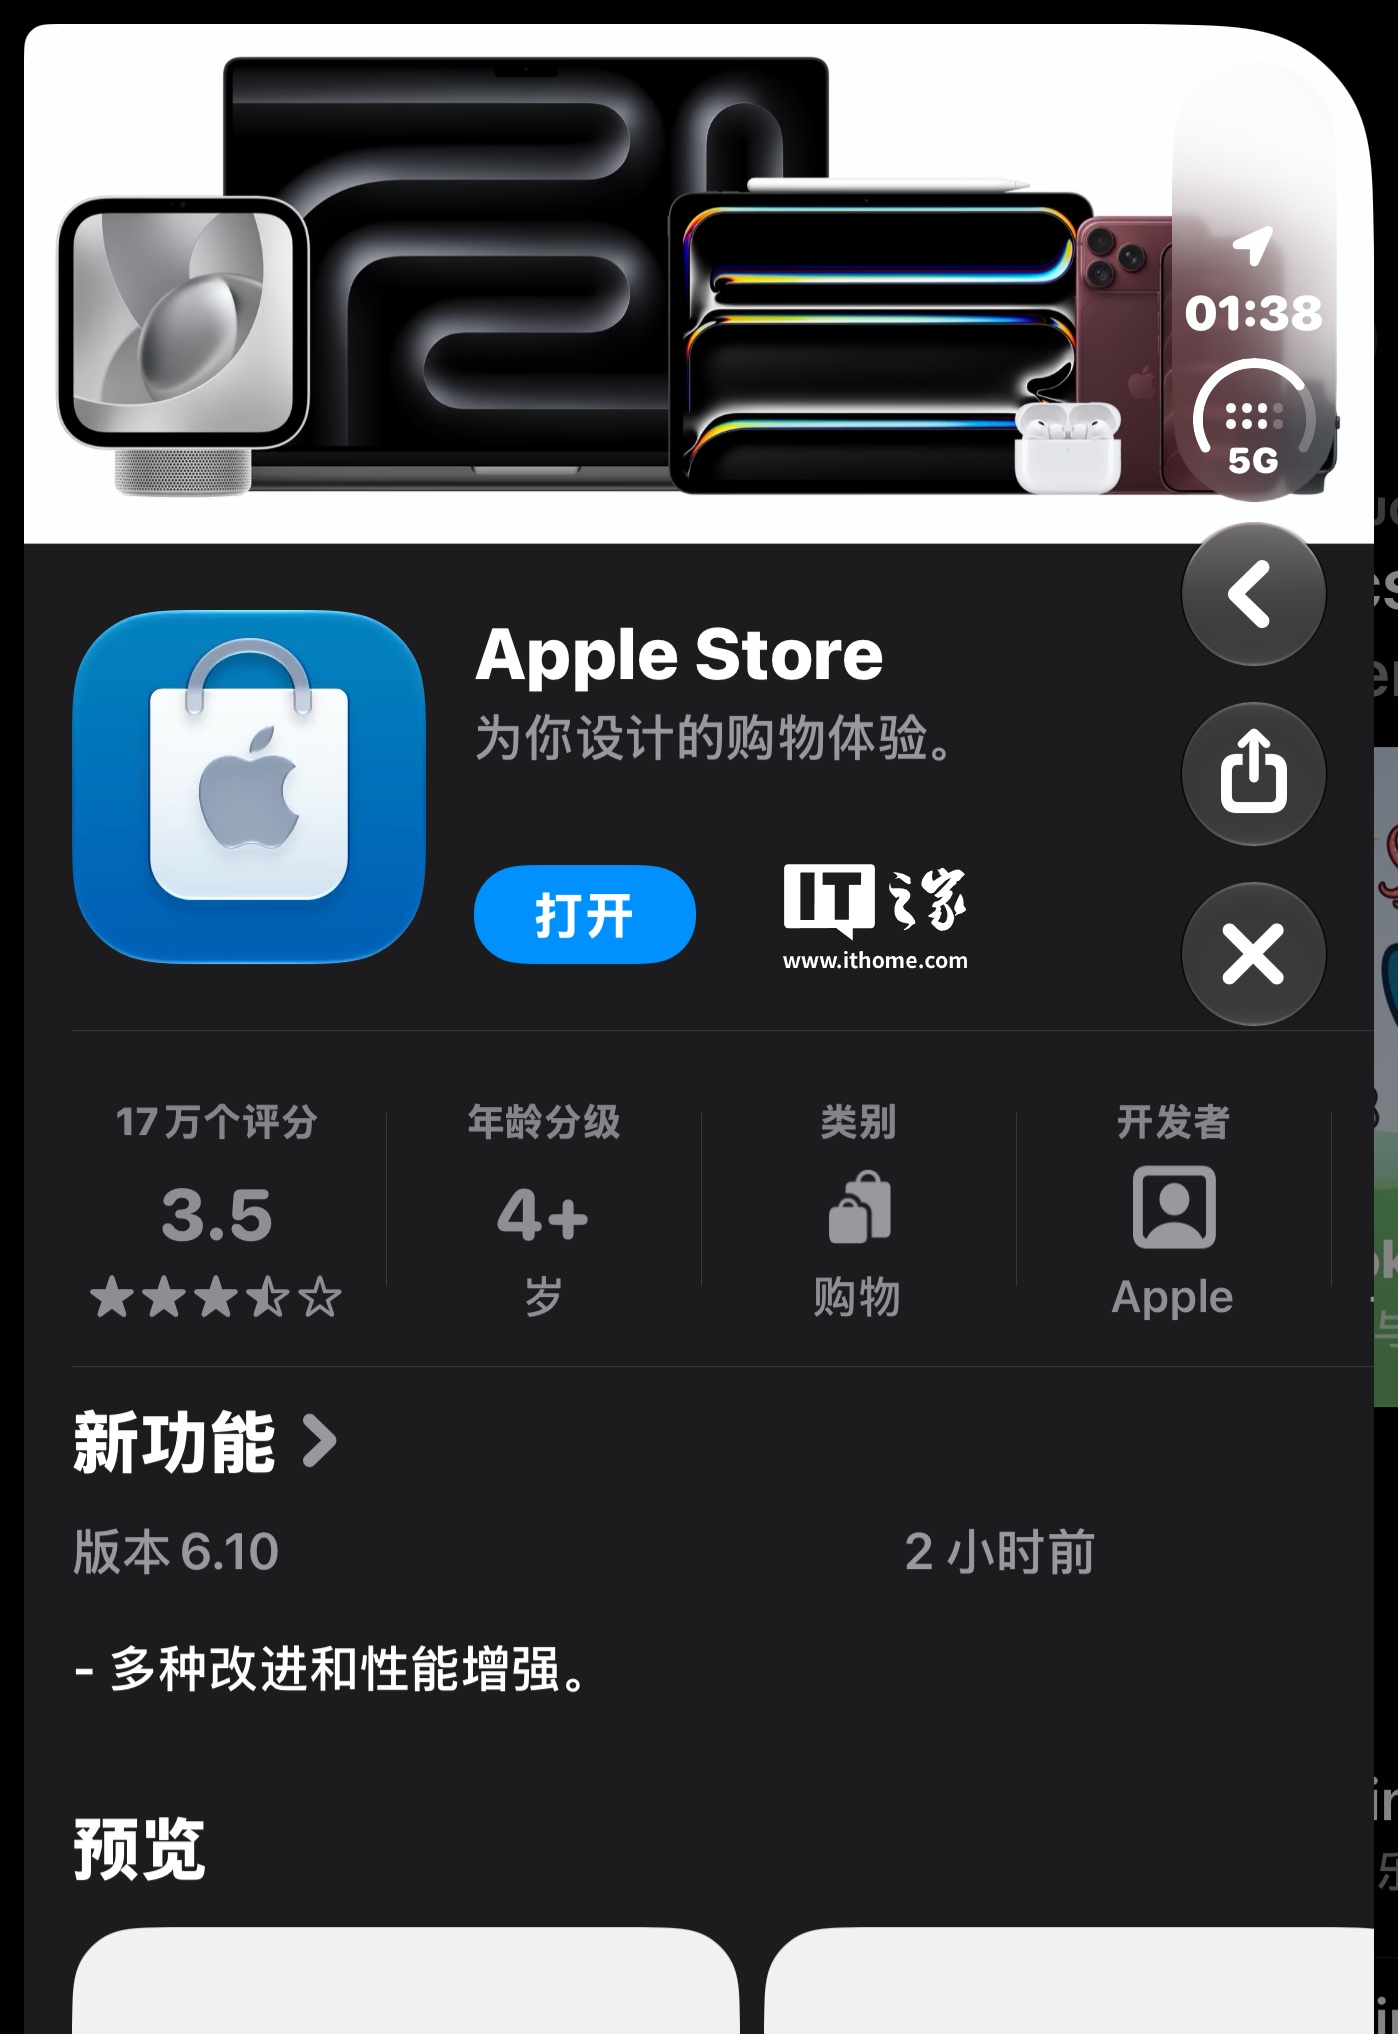 01:38
5G
Apple Store
为你设计的购物体验。
打开
IT之家
www.ithome.com
17万个评分
年龄分级
类别
开发者
3.5
4+
岁
购物
Apple
新功能
版本 6.10
2 小时前
- 多种改进和性能增强。
预览